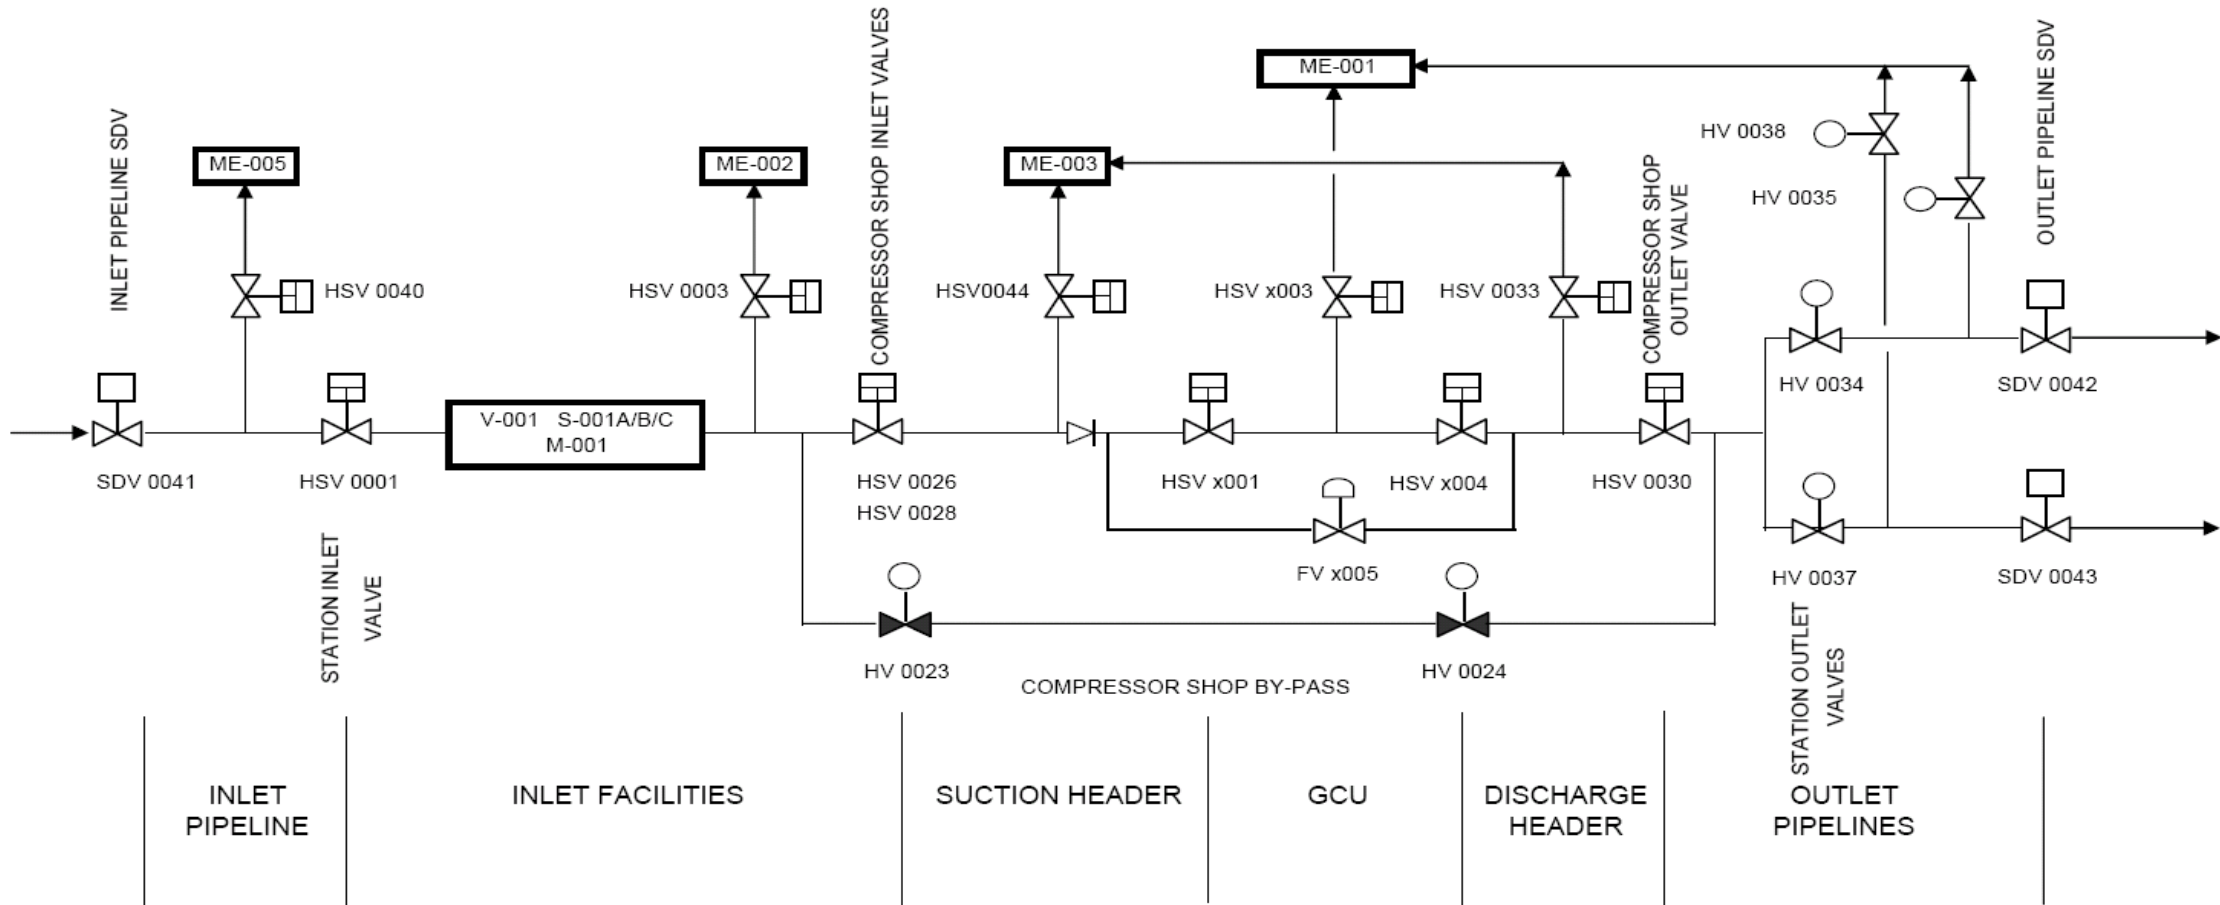 INLET PIPELINE SDV
ME-005
ME-002
COMPRESSOR SHOP INLET VALVES
ME-003
ME-001
COMPRESSOR SHOP
OUTLET VALVE
HV 0038
HV 0035
OUTLET PIPELINE SDV
HSV 0040
HSV 0003
HSV0044
HSV x003
HSV 0033
HV 0034
SDV 0042
V-001 S-001A/B/C
M-001
SDV 0041
HSV 0001
HSV 0026
HSV 0028
HSV x001
HSV x004
HSV 0030
FV x005
HV 0037
SDV 0043
STATION INLET
VALVE
HV 0023
HV 0024
COMPRESSOR SHOP BY-PASS
STATION OUTLET
VALVES
INLET
PIPELINE
INLET FACILITIES
SUCTION HEADER
GCU
DISCHARGE
HEADER
OUTLET
PIPELINES